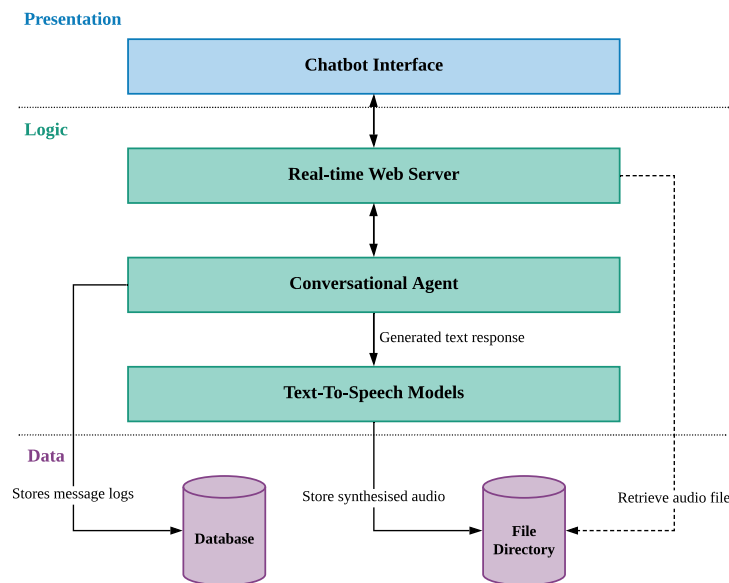 Presentation
Chatbot Interface
Logic
Real-time Web Server
Conversational Agent
Generated text response
Text-To-Speech Models
Data
Stores message logs
Store synthesised audio
Retrieve audio file
Database
File
Directory